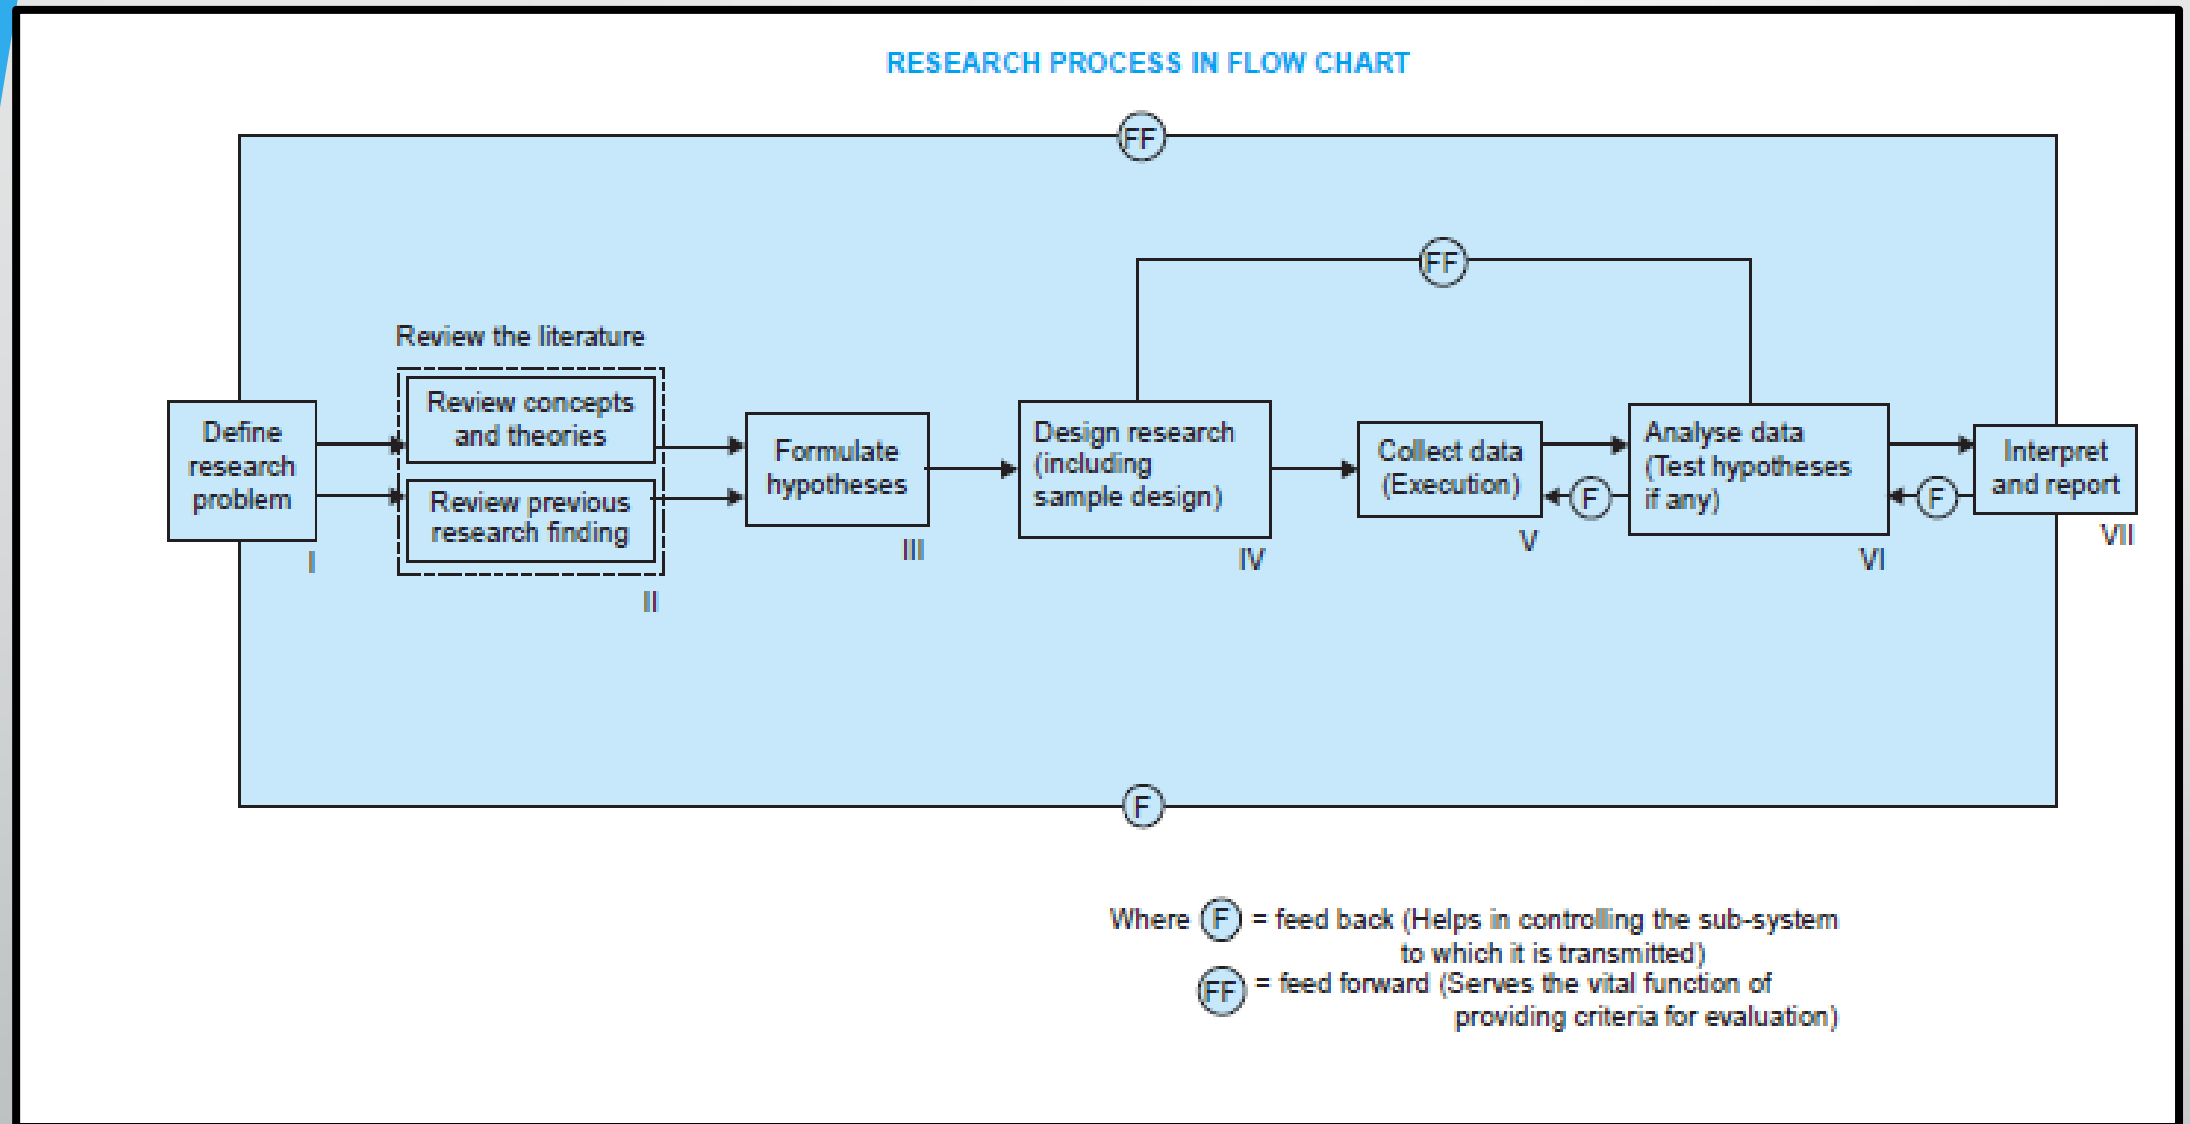 RESEARCH PROCESS IN FLOW CHART
FF
FF
Review the literature
Define
research
problem
I
Review concepts
and theories
Review previous
research finding
II
Formulate
hypotheses
III
Design research
(including
sample design)
IV
Collect data
(Execution)
V
F
Analyse data
(Test hypotheses
if any)
VI
F
Interpret
and report
VII
F
Where F = feed back (Helps in controlling the sub-system
to which it is transmitted)
FF = feed forward (Serves the vital function of
providing criteria for evaluation)